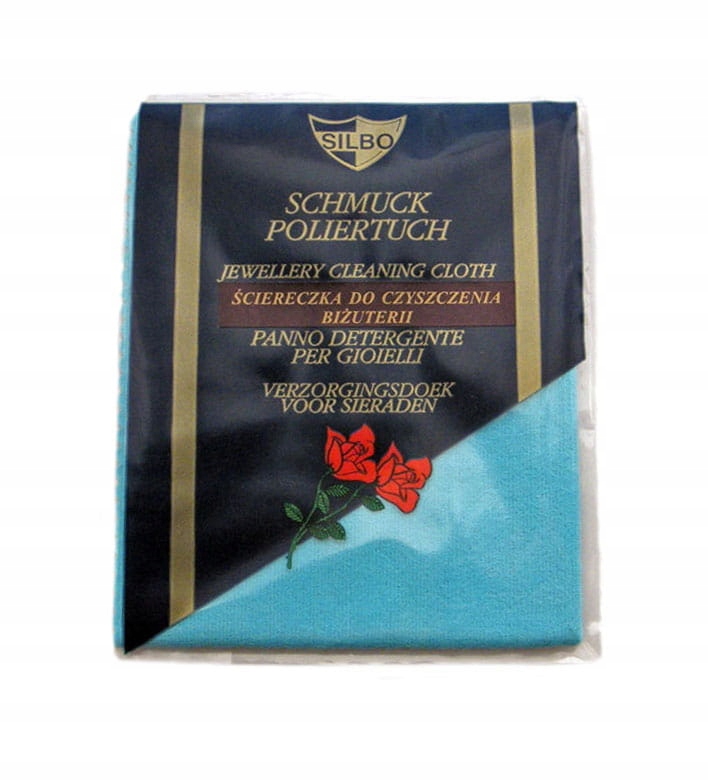 SILBO
SCHMUCK
POLIERTUCH
JEWELLERY CLEANING CLOTH
ŚCIERECZKA DO CZYSZCZENIA
BIŻUTERII
PANNO DETERGENTE
PER GIOIELLI
VERZORGINGSDOEK
VOOR SIERADEN